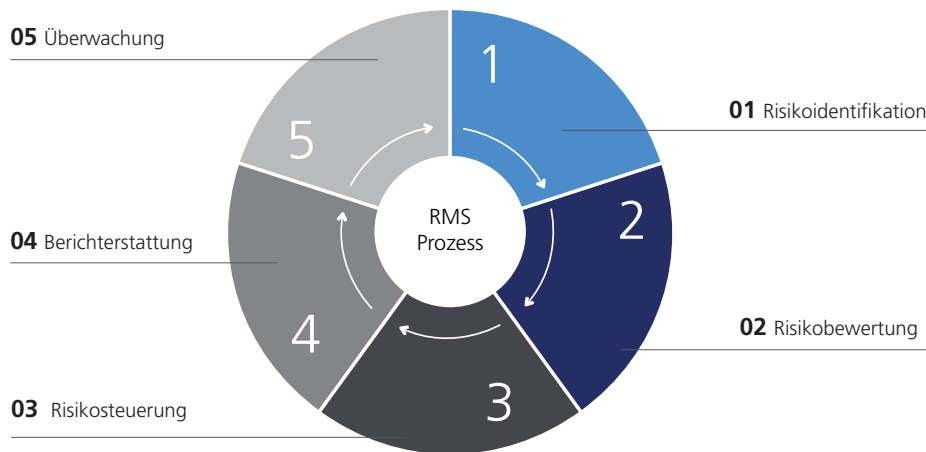 05 Überwachung
1
01 Risikoidentifikation
5
RMS
Prozess
2
04 Berichterstattung
4
02 Risikobewertung
3
03 Risikosteuerung